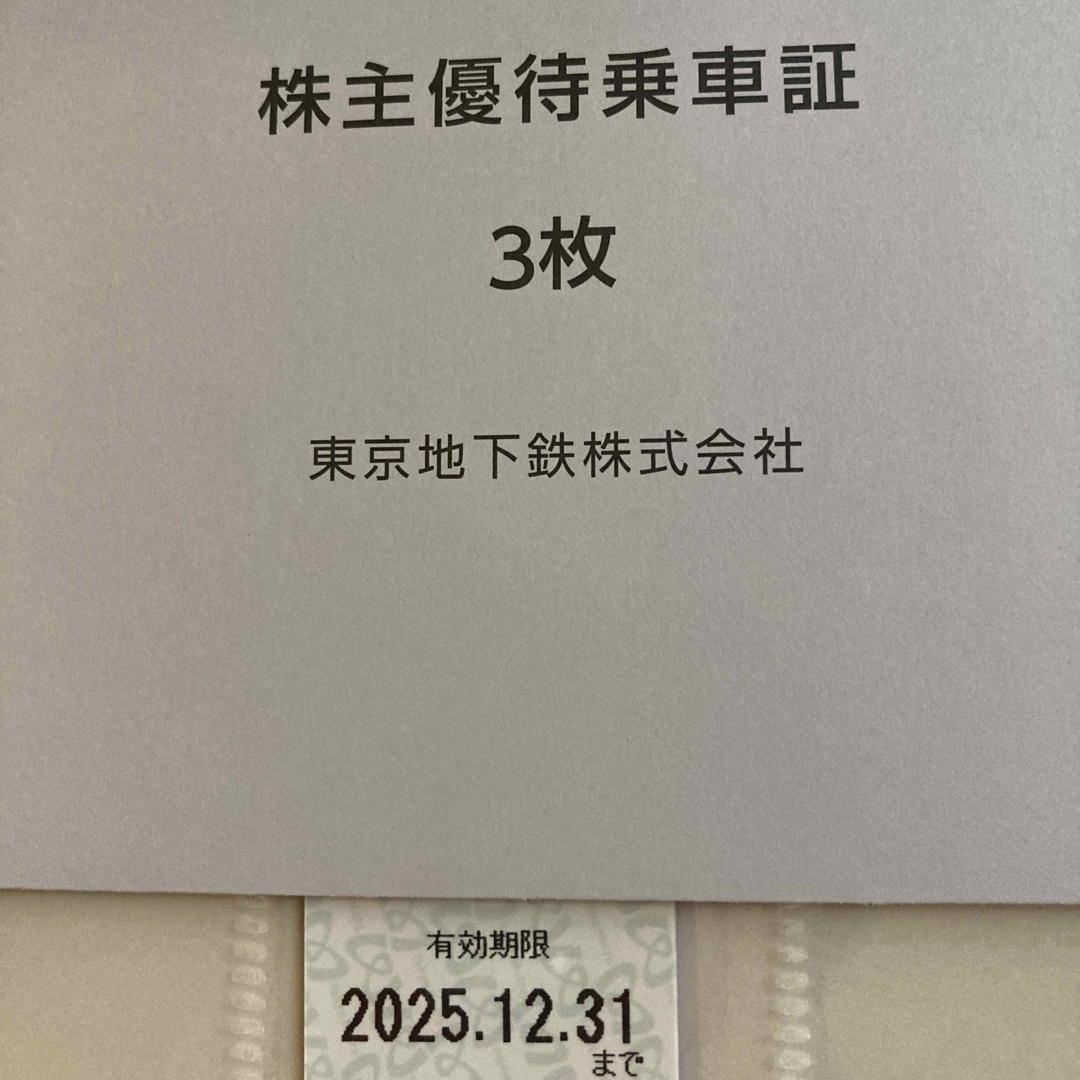 株主優待乗車証
3枚
東京地下鉄株式会社
有効期限
2025.12.31
まで